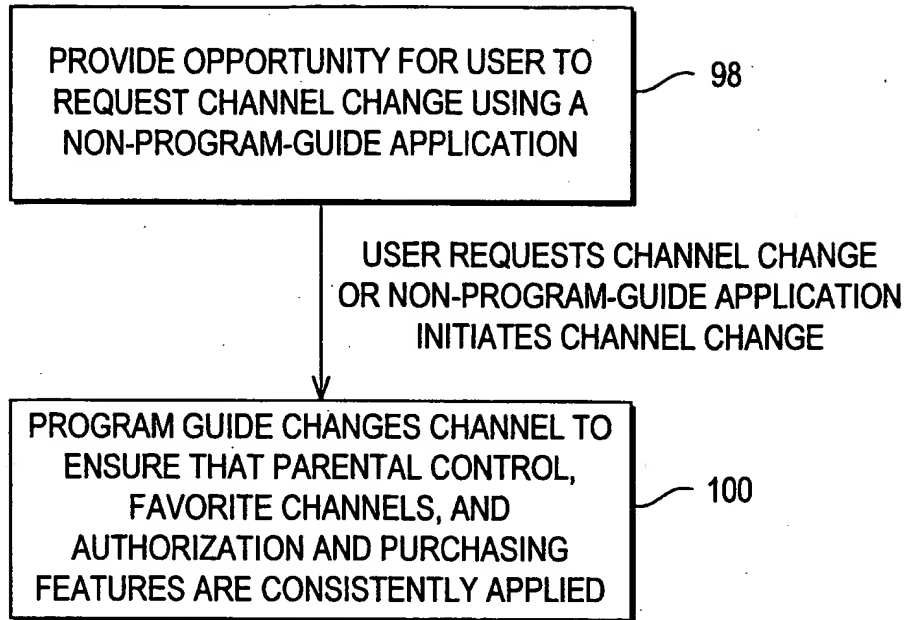 PROVIDE OPPORTUNITY FOR USER TO
REQUEST CHANNEL CHANGE USING A
NON-PROGRAM-GUIDE APPLICATION
98
USER REQUESTS CHANNEL CHANGE
OR NON-PROGRAM-GUIDE APPLICATION
INITIATES CHANNEL CHANGE
PROGRAM GUIDE CHANGES CHANNEL TO
ENSURE THAT PARENTAL CONTROL,
FAVORITE CHANNELS, AND
AUTHORIZATION AND PURCHASING
FEATURES ARE CONSISTENTLY APPLIED
100